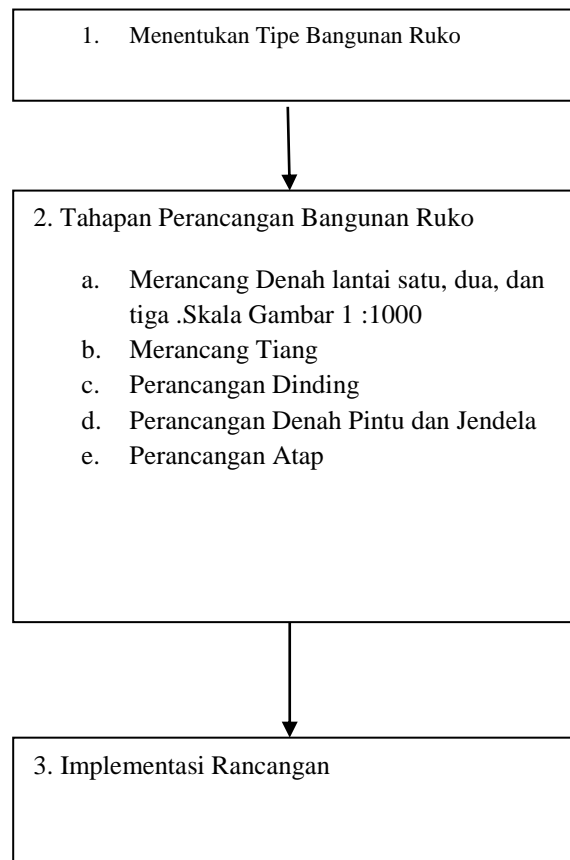 1. Menentukan Tipe Bangunan Ruko
2. Tahapan Perancangan Bangunan Ruko
a. Merancang Denah lantai satu, dua, dan
tiga .Skala Gambar 1 :1000
b. Merancang Tiang
c. Perancangan Dinding
d. Perancangan Denah Pintu dan Jendela
e. Perancangan Atap
3. Implementasi Rancangan